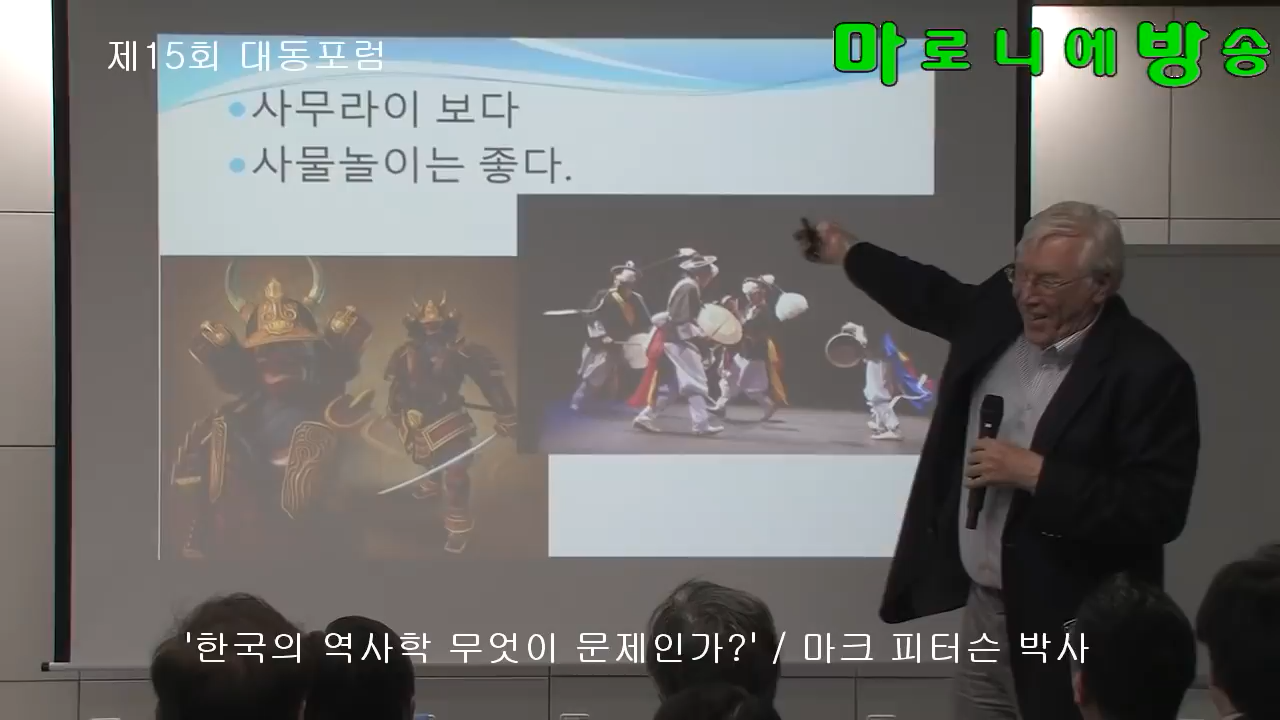 제15회 대동포럼
마로니에방송
사무라이 보다
사물놀이는 좋다.
'한국의 역사학 무엇이 문제인가?' / 마크 피터슨 박사